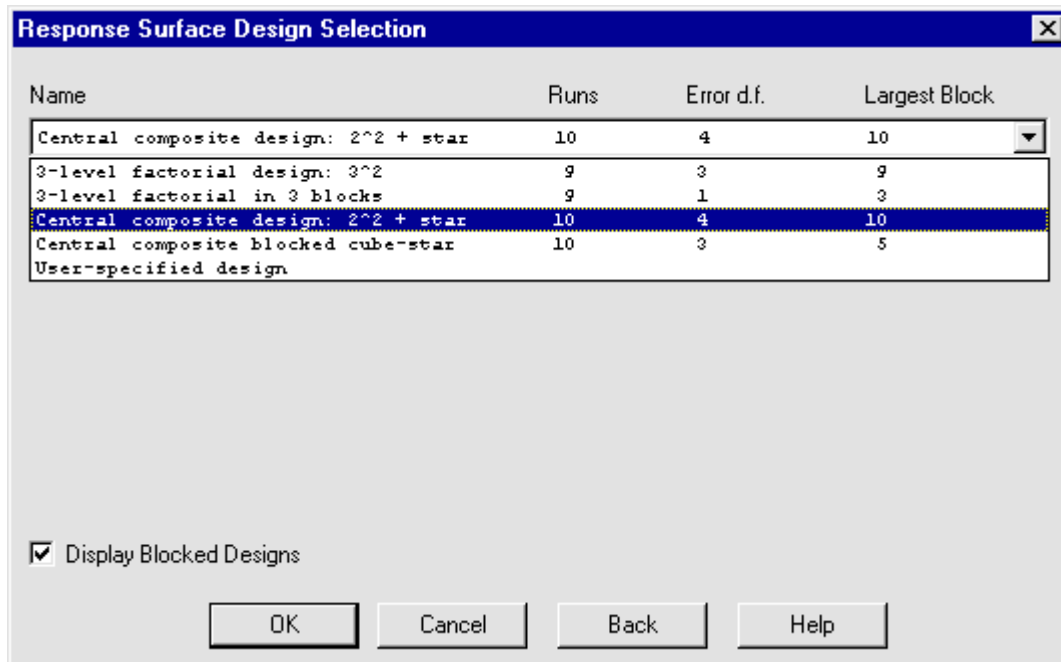 Response Surface Design Selection
Name Runs Error d.f. Largest Block
Central composite design: 2^2 + star 10 4 10
3-level factorial design: 3^2 9 3 9
3-level factorial in 3 blocks 9 1 3
Central composite design: 2^2 + star 10 4 10
Central composite blocked cube-star 10 3 5
User-specified design
Display Blocked Designs
OK Cancel Back Help